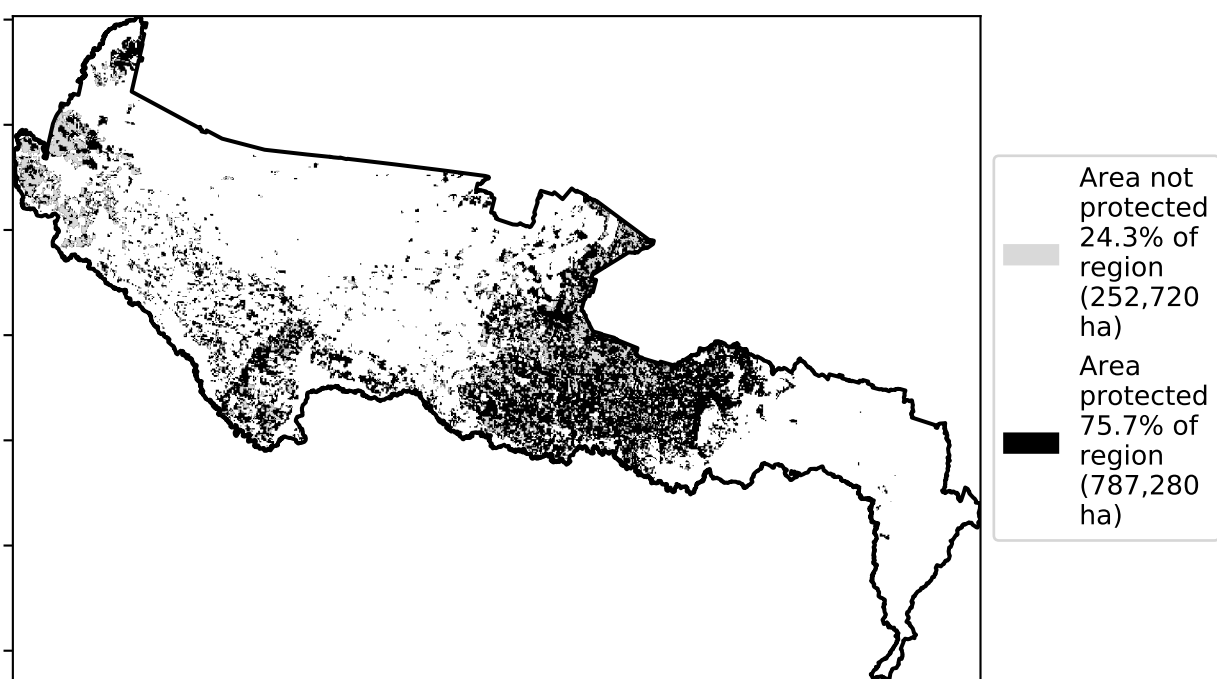 Area not
protected
24.3% of
region
(252,720
ha)
Area
protected
75.7% of
region
(787,280
ha)